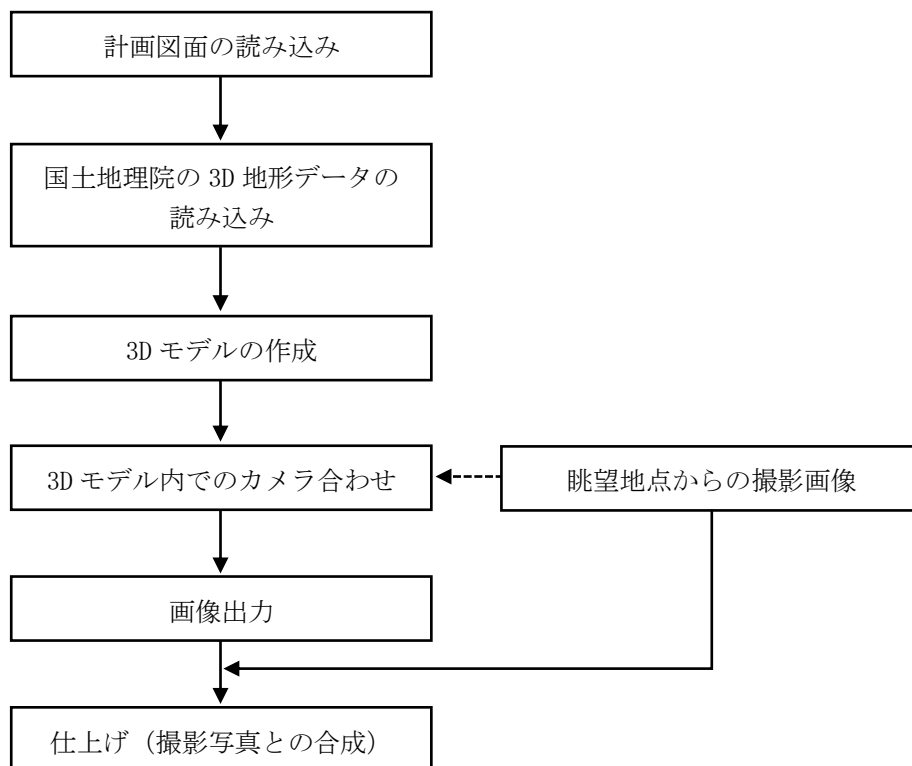 計画図面の読み込み
国土地理院の 3D 地形データの
読み込み
3D モデルの作成
3D モデル内でのカメラ合わせ
眺望地点からの撮影画像
画像出力
仕上げ（撮影写真との合成）